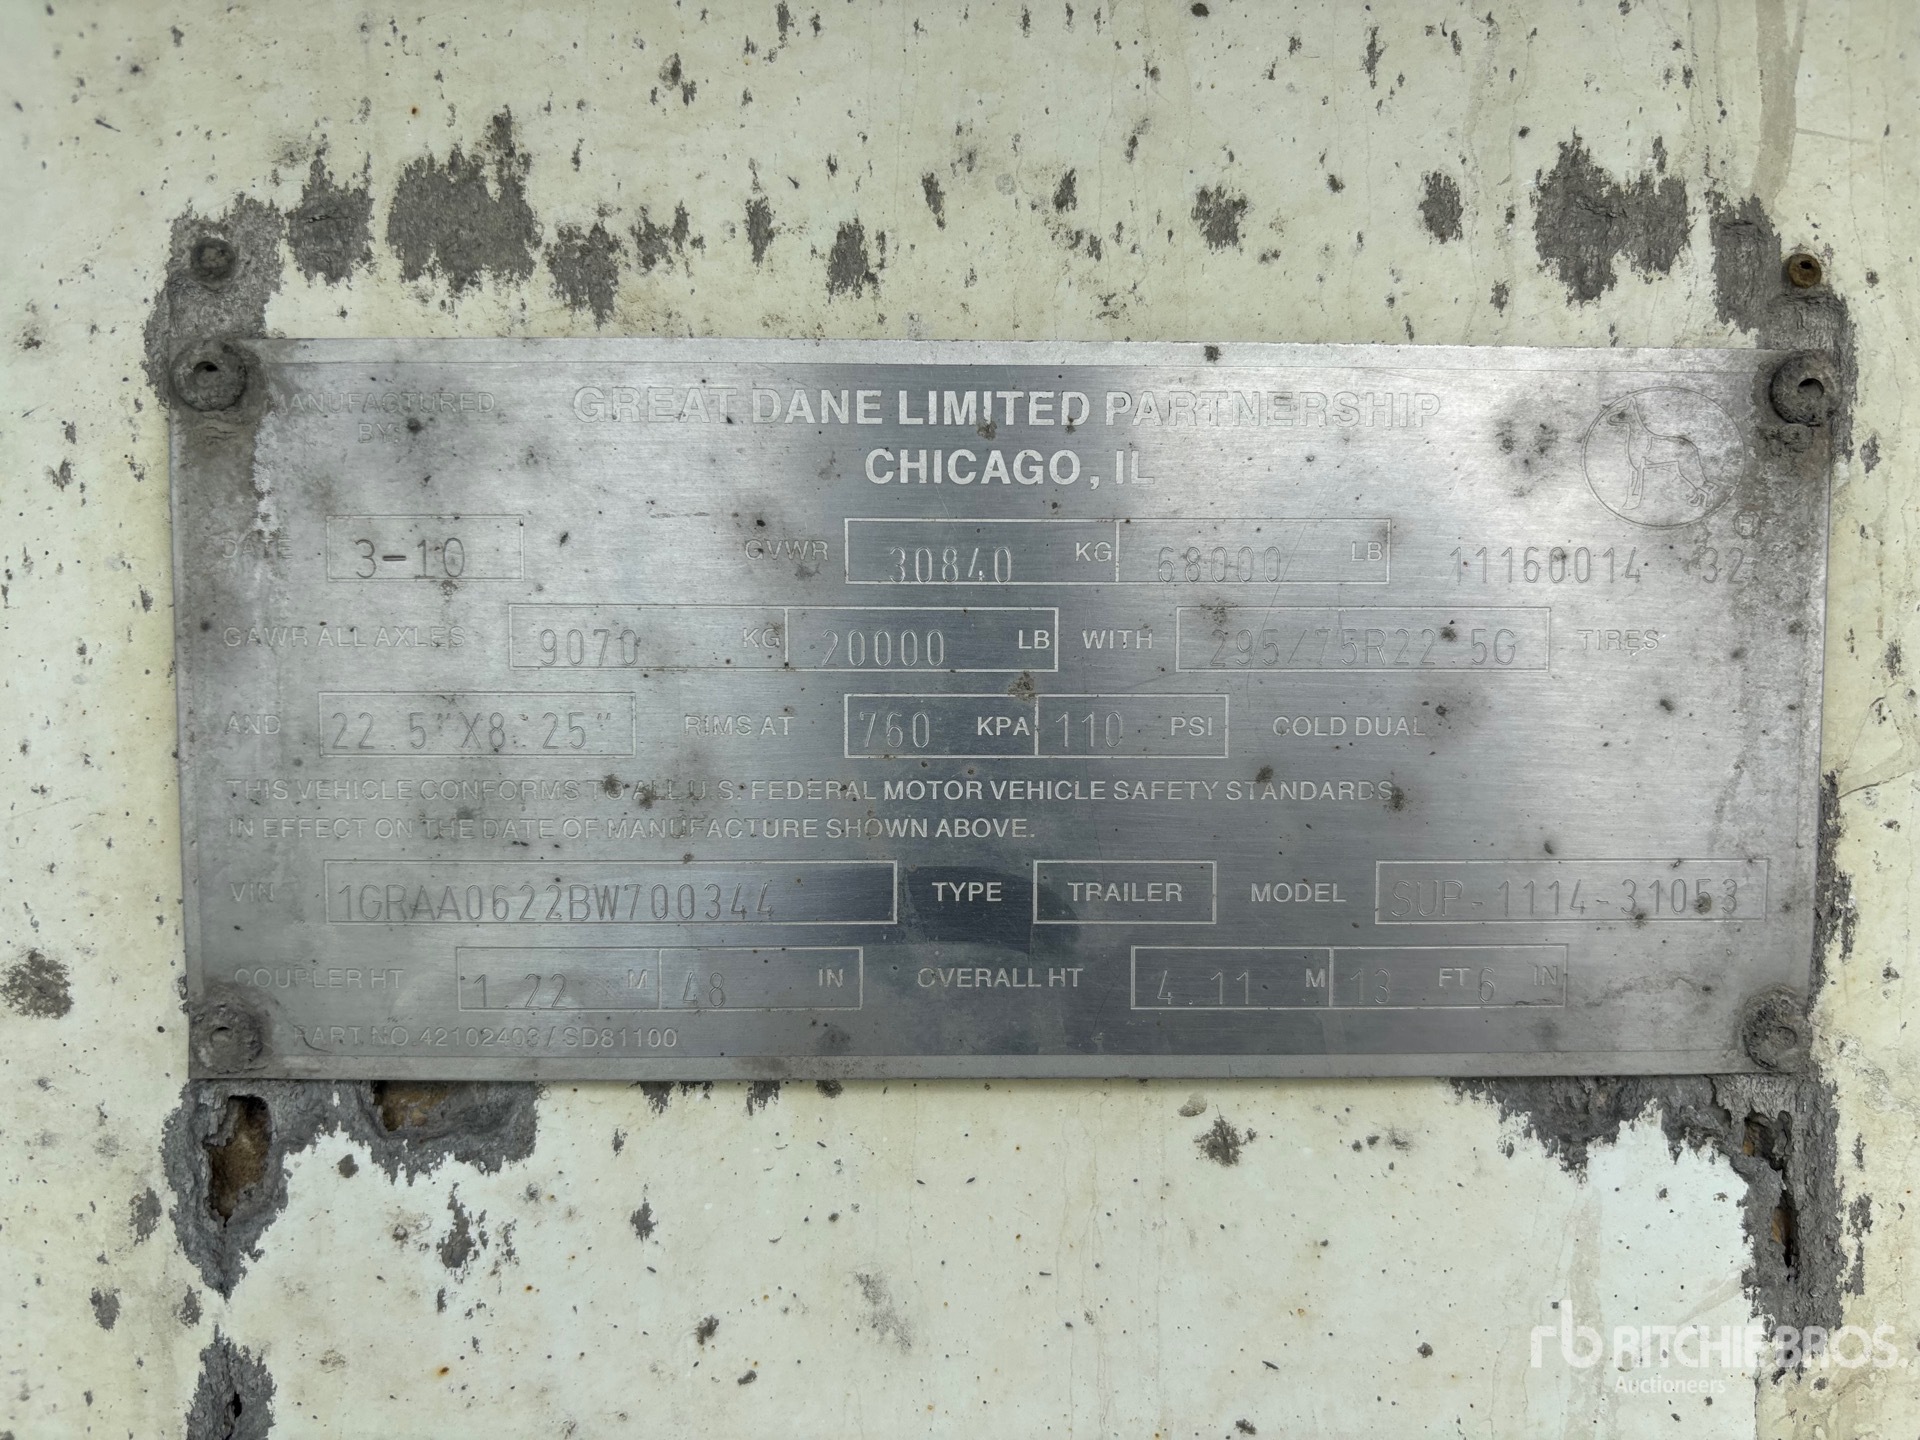 MANUFACTURED BY: GREAT DANE LIMITED PARTNERSHIP
CHICAGO, IL
DATE 3-10 GVWR 30840 KG 68000 LB 11160014 32
GAWR ALL AXLES 9070 KG 20000 LB WITH 295/75R22.5G TIRES
AND 22.5"X8.25" RIMS AT 760 KPA 110 PSI COLD DUAL
THIS VEHICLE CONFORMS TO ALL U.S. FEDERAL MOTOR VEHICLE SAFETY STANDARDS
IN EFFECT ON THE DATE OF MANUFACTURE SHOWN ABOVE.
VIN 1GRAA0622BW700344 TYPE TRAILER MODEL SUP-1114-31053
COUPLER HT 1.22 M 48 IN OVERALL HT 4.11 M 13 FT 6 IN
PART NO. 42102403 / SD81100
rb RITCHIE BROS.
Auctioneers